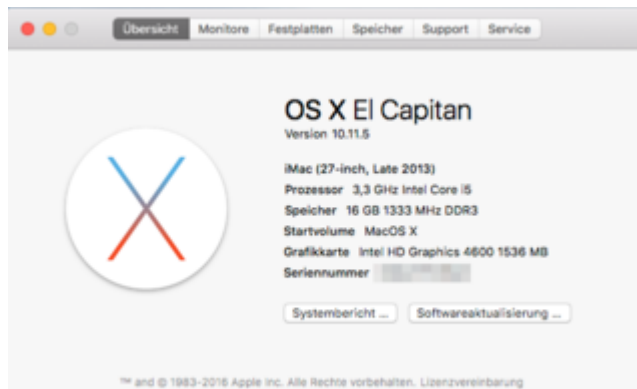 Übersicht Monitore Festplatten Speicher Support Service
OS X El Capitan
Version 10.11.5
iMac (27-inch, Late 2013)
Prozessor 3,3 GHz Intel Core i5
Speicher 16 GB 1333 MHz DDR3
Startvolume MacOS X
Grafikkarte Intel HD Graphics 4600 1536 MB
Seriennummer
Systembericht ... Softwareaktualisierung ...
™ and © 1983-2016 Apple Inc. Alle Rechte vorbehalten. Lizenzvereinbarung